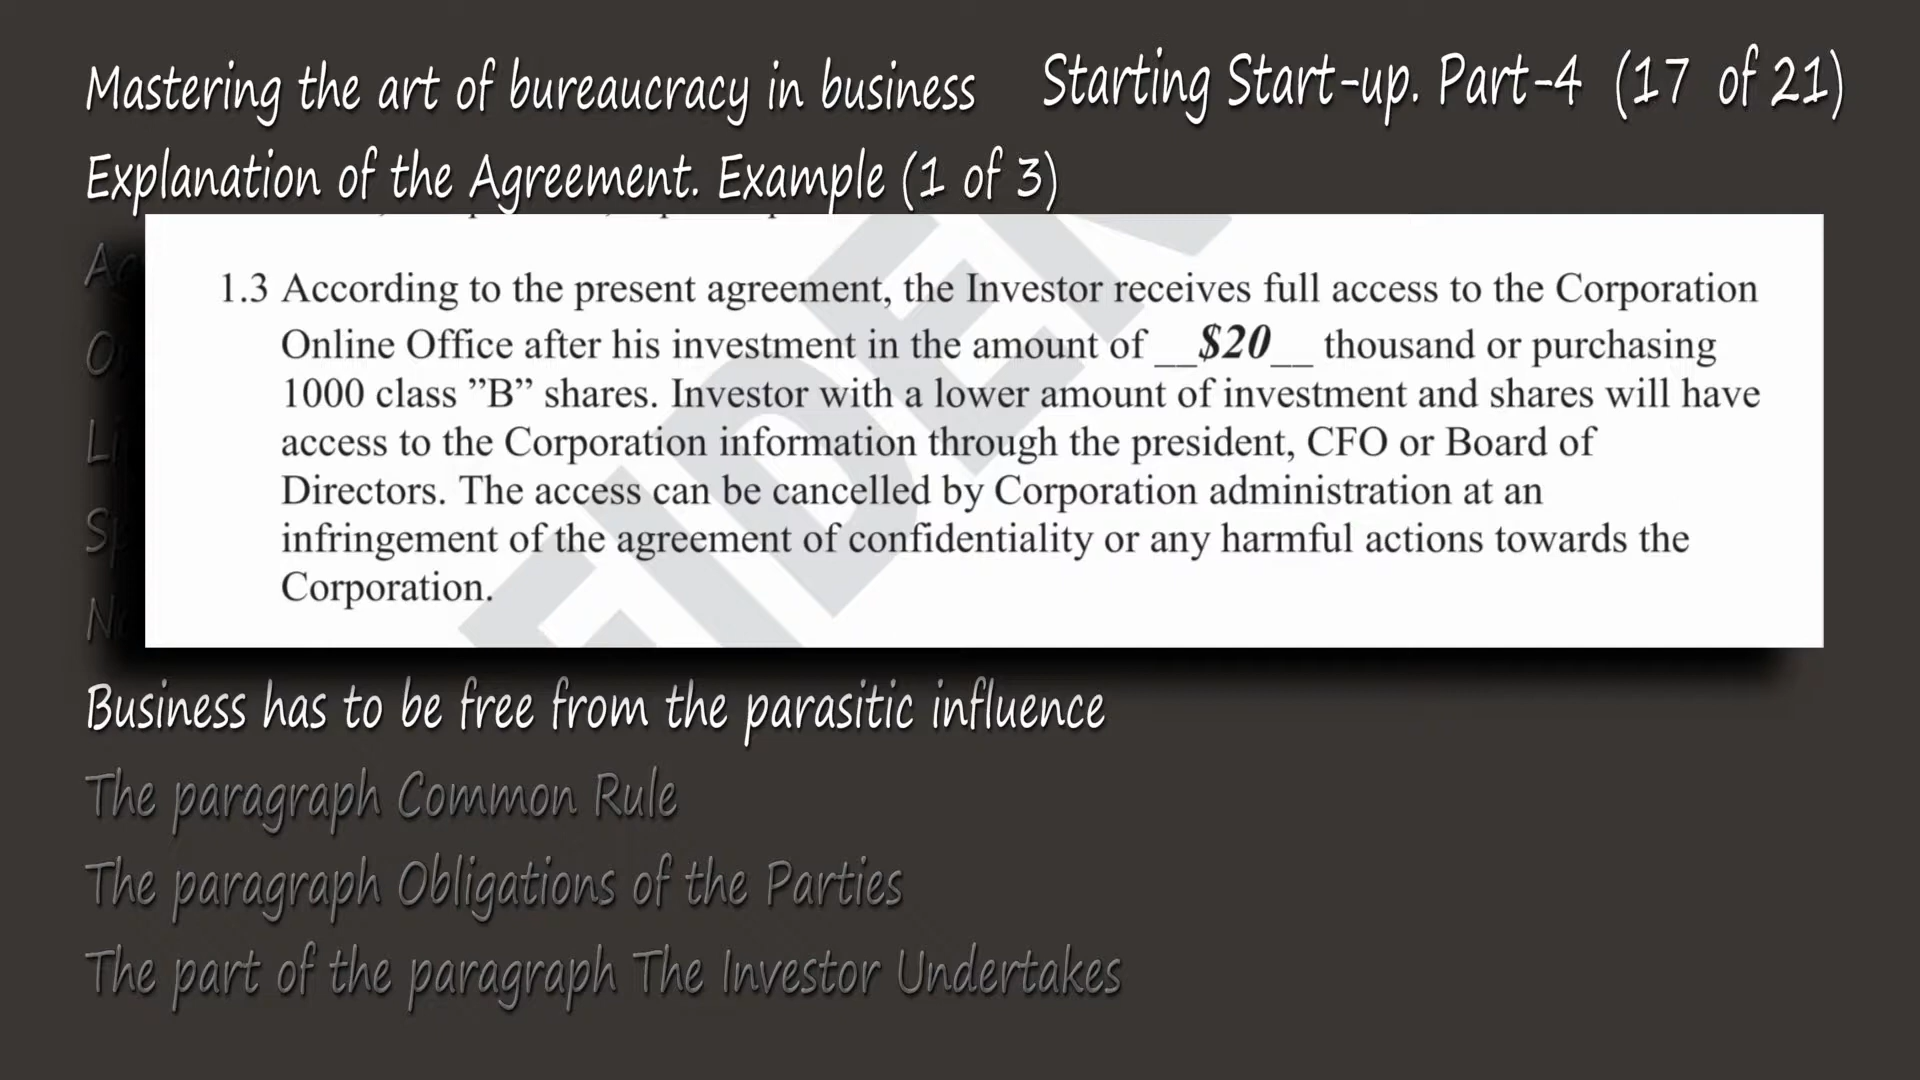 Mastering the art of bureaucracy in business
Starting Start-up. Part-4 (17 of 21)
Explanation of the Agreement. Example (1 of 3)
1.3 According to the present agreement, the Investor receives full access to the Corporation
Online Office after his investment in the amount of __$20__ thousand or purchasing
1000 class ”B” shares. Investor with a lower amount of investment and shares will have
access to the Corporation information through the president, CFO or Board of
Directors. The access can be cancelled by Corporation administration at an
infringement of the agreement of confidentiality or any harmful actions towards the
Corporation.
Business has to be free from the parasitic influence
The paragraph Common Rule
The paragraph Obligations of the Parties
The part of the paragraph The Investor Undertakes